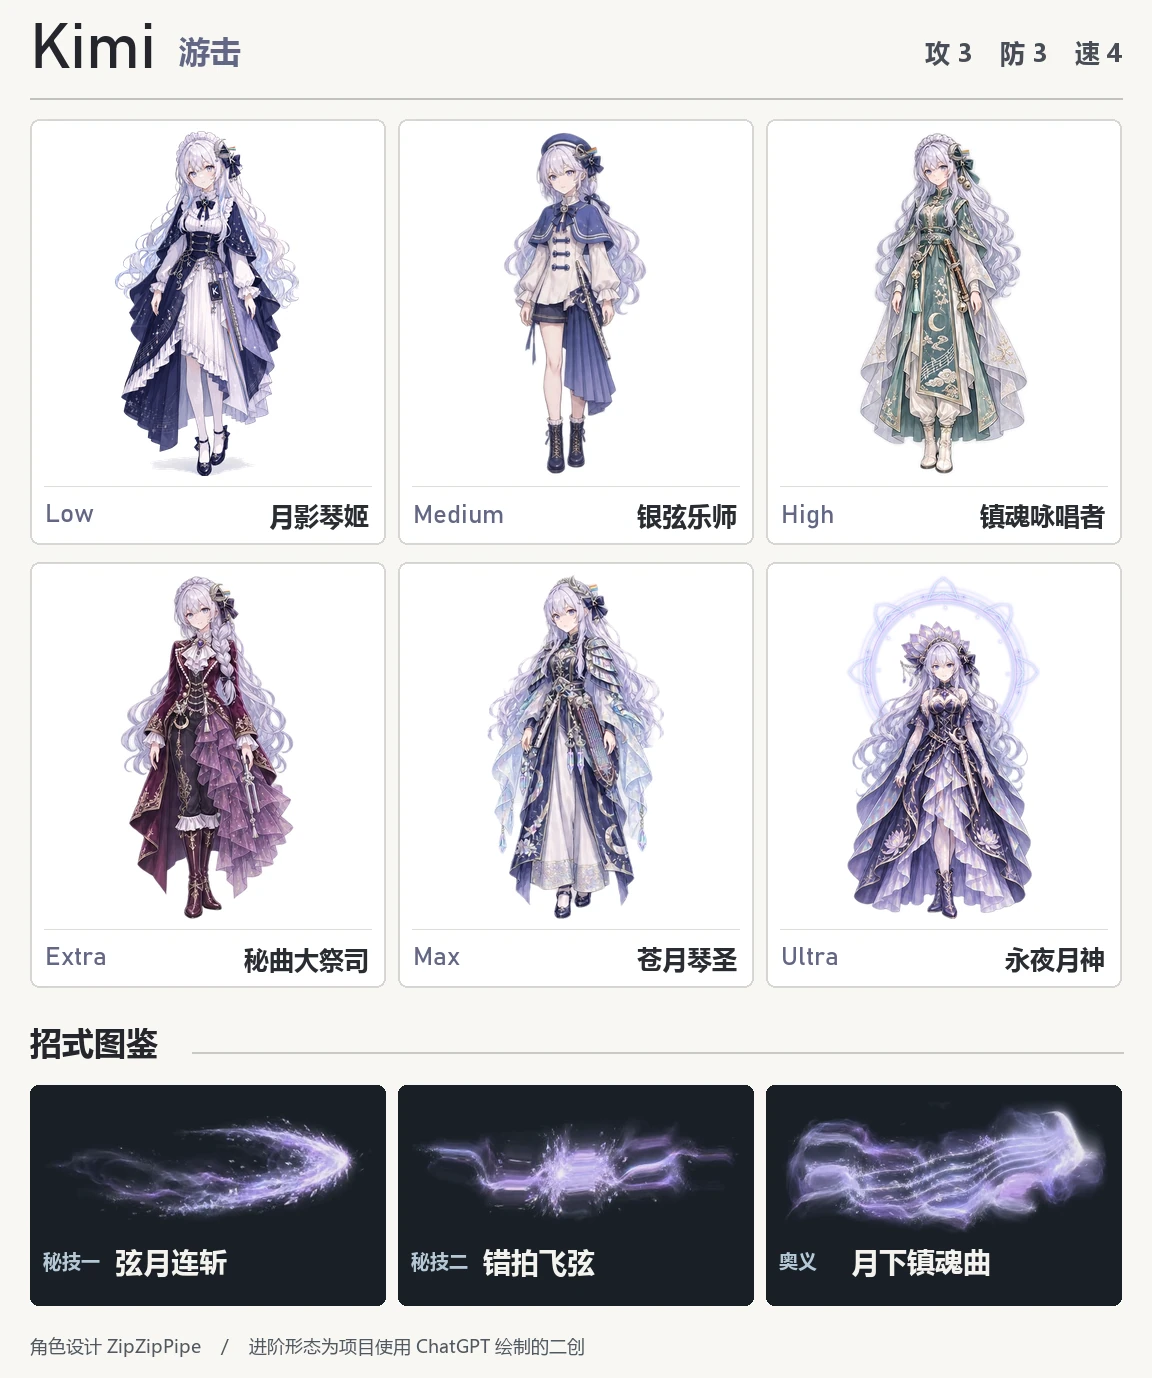 Kimi 游击 攻 3 防 3 速 4
K
Low 月影琴姬
Medium 银弦乐师
High 镇魂咏唱者
Extra 秘曲大祭司
Max 苍月琴圣
Ultra 永夜月神
招式图鉴
秘技一 弦月连斩
秘技二 错拍飞弦
奥义 月下镇魂曲
角色设计 ZipZipPipe / 进阶形态为项目使用 ChatGPT 绘制的二创